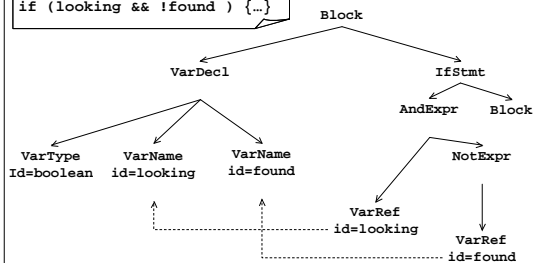 if (looking && !found ) {…}
Block
VarDecl
IfStmt
AndExpr
Block
VarType
Id=boolean
VarName
id=looking
VarName
id=found
NotExpr
VarRef
id=looking
VarRef
id=found